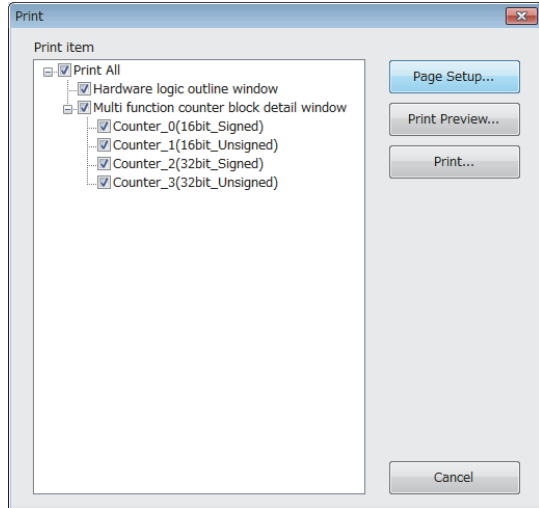 Print
Print item
Print All
Hardware logic outline window
Multi function counter block detail window
Counter_0(16bit_Signed)
Counter_1(16bit_Unsigned)
Counter_2(32bit_Signed)
Counter_3(32bit_Unsigned)
Page Setup...
Print Preview...
Print...
Cancel